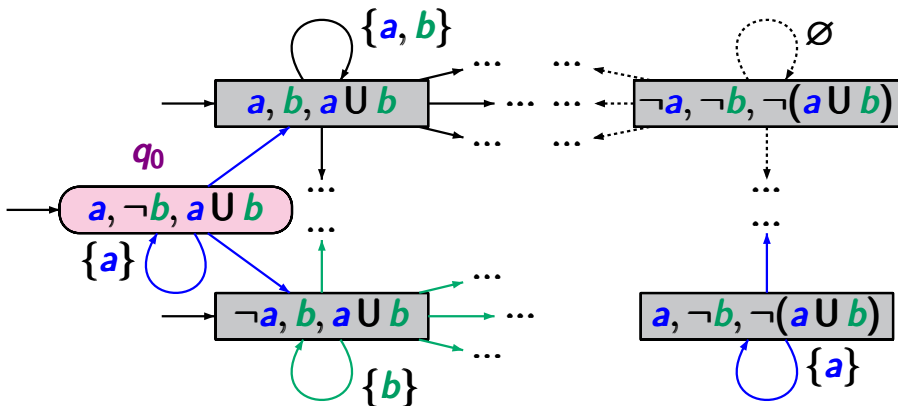 {a, b}
∅
... ...
a, b, a U b
... ...
¬a, ¬b, ¬(a U b)
... ...
q0
... ...
a, ¬b, a U b
... ...
{a}
...
¬a, b, a U b
...
a, ¬b, ¬(a U b)
...
{b}
{a}